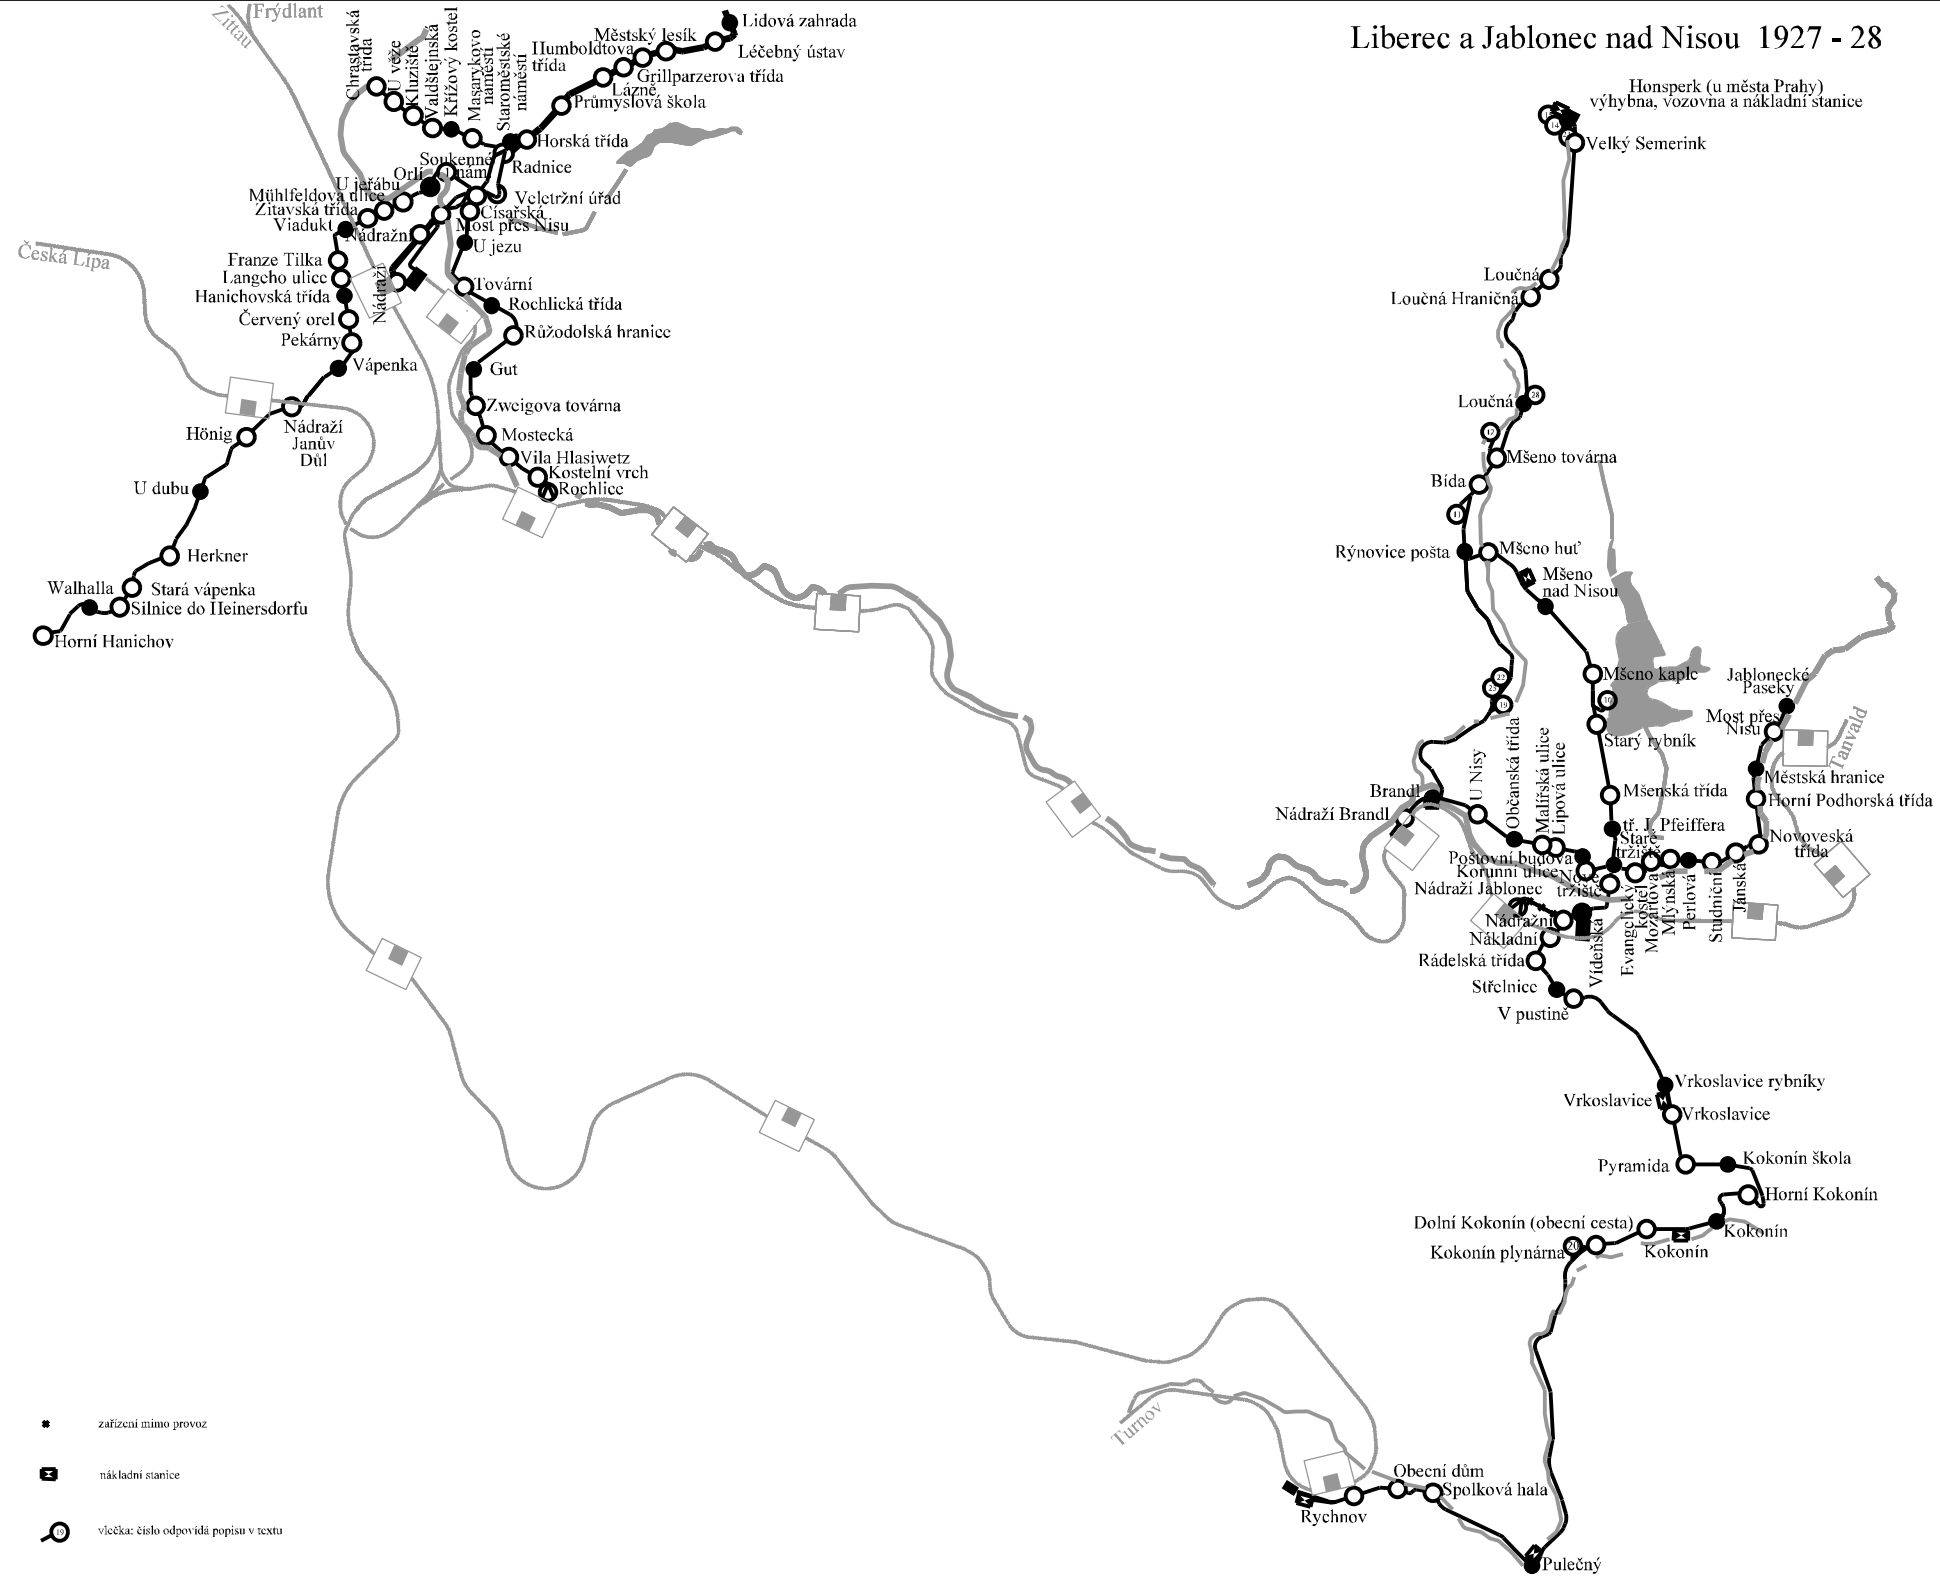 Liberec a Jablonec nad Nisou 1927 - 28
Frýdlant
Zittau
Česká Lípa
Chrastavská
třída
U věže
Kluziště
Valdštejnská
Křížový kostel
Masarykovo
náměstí
Staroměstské
náměstí
Lidová zahrada
Městský lesík
Léčebný ústav
Humboldtova
třída
Grillparzerova třída
Lázně
Průmyslová škola
Horská třída
Radnice
Soukenné
nám.
Orlí
U jeřábu
Mühlfeldova ulice
Žitavská třída
Viadukt
Veletržní úřad
Císařská
Most přes Nisu
Nádražní
U jezu
Nádraží
Franze Tilka
Langeho ulice
Hanichovská třída
Červený orel
Pekárny
Vápenka
Tovární
Rochlická třída
Růžodolská hranice
Gut
Zweigova továrna
Mostecká
Vila Hlasiwetz
Kostelní vrch
Rochlice
Nádraží
Janův
Důl
Hönig
U dubu
Herkner
Walhalla
Stará vápenka
Silnice do Heinersdorfu
Horní Hanichov
Honsperk (u města Prahy)
výhybna, vozovna a nákladní stanice
14
Velký Semerink
Loučná
Loučná Hraničná
Loučná
28
12
Mšeno továrna
Bída
11
Rýnovice pošta
Mšeno huť
Mšeno
nad Nisou
Mšeno kaple
22
23
19
10
Starý rybník
Jablonecké
Paseky
Most přes
Nisu
Tanvald
Městská hranice
Horní Podhorská třída
Novoveská
třída
Mšenská třída
tř. J. Pfeiffera
Staré
tržiště
Brandl
Nádraží Brandl
U Nisy
Občanská třída
Malířská ulice
Lipová ulice
Poštovní budova
Korunní ulice
Nové
tržiště
Nádraží Jablonec
Nádražní
Nákladní
Rádelská třída
Střelnice
V pustině
Vídeňská
Evangelický
kostel
Mozartova
Mlýnská
Perlová
Studniční
Jánská
Vrkoslavice rybníky
Vrkoslavice
Vrkoslavice
Pyramida
Kokonín škola
Horní Kokonín
Dolní Kokonín (obecní cesta)
Kokonín
Kokonín plynárna
20
Kokonín
Turnov
Obecní dům
Spolková hala
Rychnov
Pulečný
zařízení mimo provoz
nákladní stanice
19
vlečka: číslo odpovídá popisu v textu